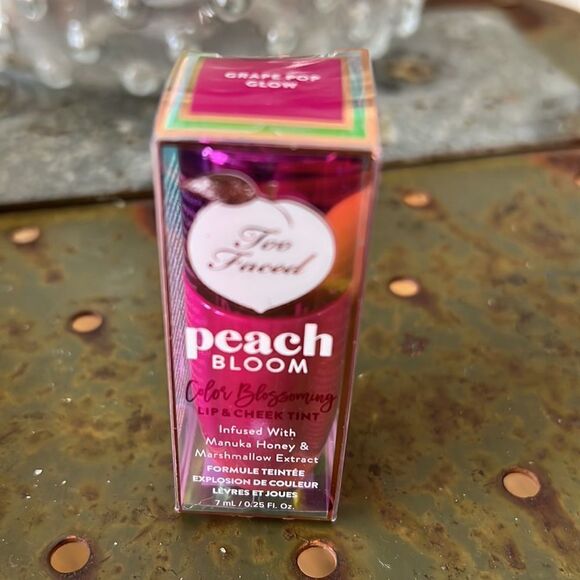 GRAPE POP
GLOW
Too
Faced
peach
BLOOM
Color Blossoming
LIP & CHEEK TINT
Infused With
Manuka Honey &
Marshmallow Extract
FORMULE TEINTÉE
EXPLOSION DE COULEUR
LÈVRES ET JOUES
7 mL / 0.25 Fl. Oz.